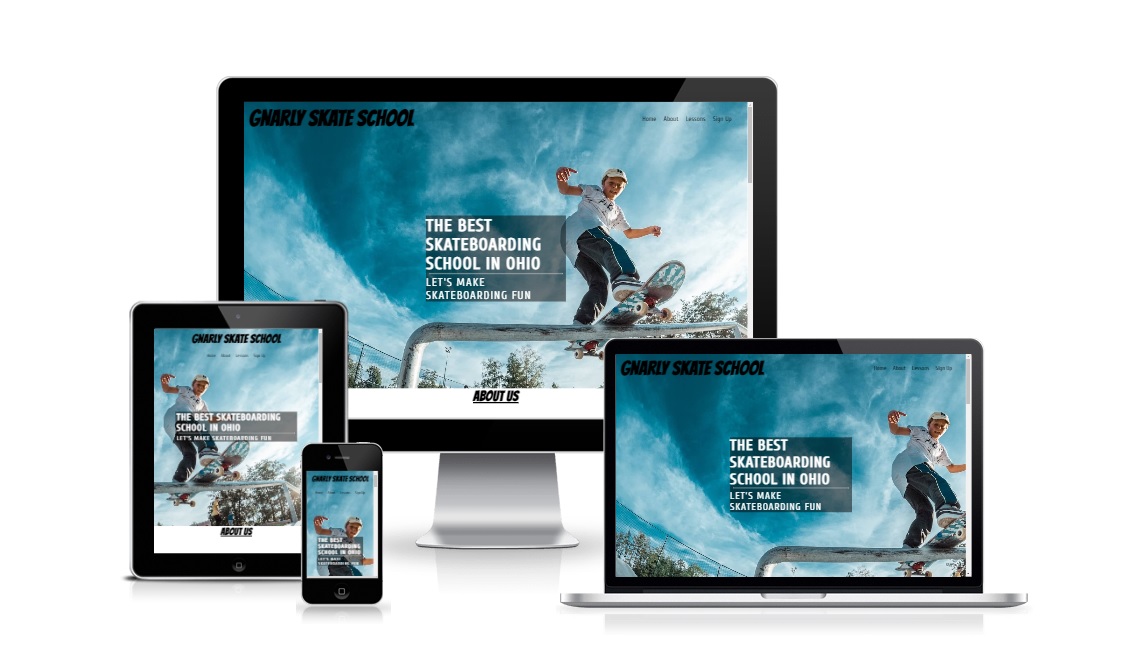 GNARLY SKATE SCHOOL
Home About Lessons Sign Up
THE BEST
SKATEBOARDING
SCHOOL IN OHIO
LET'S MAKE
SKATEBOARDING FUN
ABOUT US
GNARLY SKATE SCHOOL
Home About Lessons Sign Up
THE BEST SKATEBOARDING
SCHOOL IN OHIO
LET'S MAKE SKATEBOARDING FUN
ABOUT US
GNARLY SKATE SCHOOL
Home About Lessons Sign Up
THE BEST
SKATEBOARDING
SCHOOL IN OHIO
LET'S MAKE
SKATEBOARDING FUN
GNARLY SKATE SCHOOL
Home About Lessons Sign Up
THE BEST
SKATEBOARDING
SCHOOL IN OHIO
LET'S MAKE
SKATEBOARDING FUN